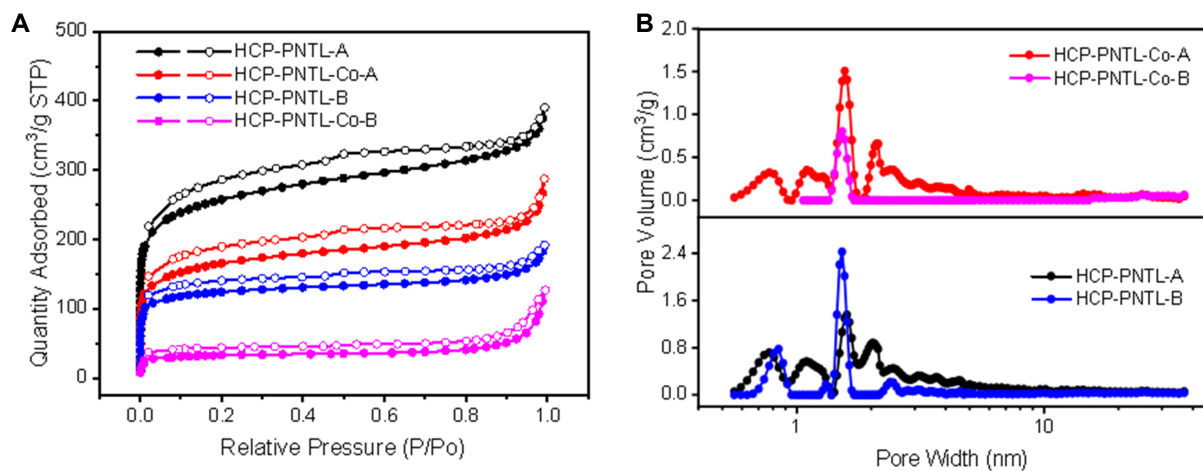 A
500
400
300
200
100
0
Quantity Adsorbed (cm³/g STP)
HCP-PNTL-A
HCP-PNTL-Co-A
HCP-PNTL-B
HCP-PNTL-Co-B
0.0 0.2 0.4 0.6 0.8 1.0
Relative Pressure (P/Po)
B
2.0
1.5
1.0
0.5
0.0
HCP-PNTL-Co-A
HCP-PNTL-Co-B
Pore Volume (cm³/g)
2.4
1.6
0.8
0.0
HCP-PNTL-A
HCP-PNTL-B
1 10
Pore Width (nm)